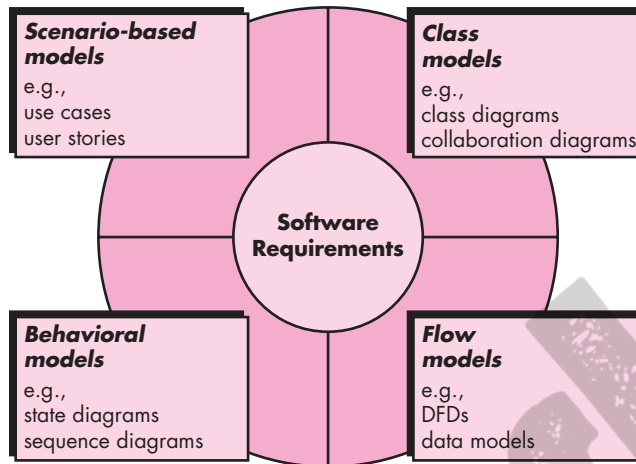 Scenario-based
models
e.g.,
use cases
user stories
Class
models
e.g.,
class diagrams
collaboration diagrams
Software
Requirements
Behavioral
models
e.g.,
state diagrams
sequence diagrams
Flow
models
e.g.,
DFDs
data models